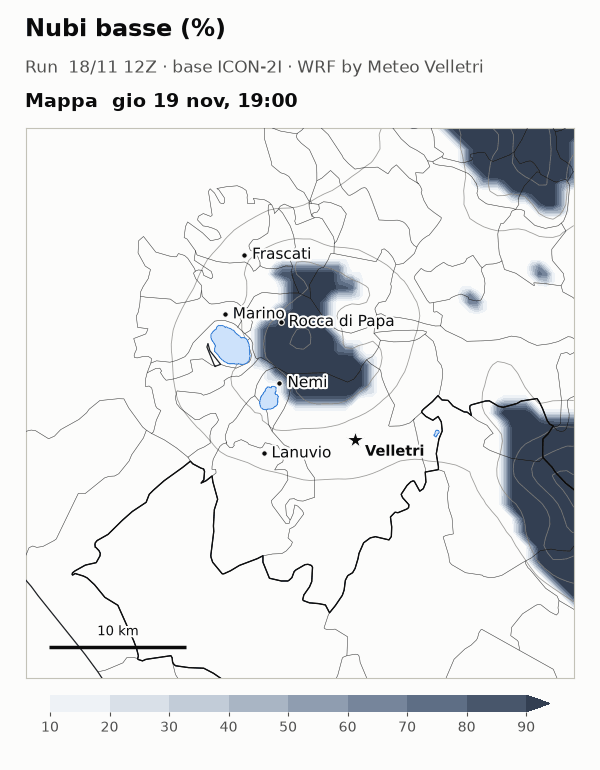 Nubi basse (%)
Run  18/11 12Z · base ICON-2I · WRF by Meteo Velletri
Mappa  gio 19 nov, 19:00
Frascati
Marino
Rocca di Papa
Nemi
Velletri
Lanuvio
10 km
10 20 30 40 50 60 70 80 90